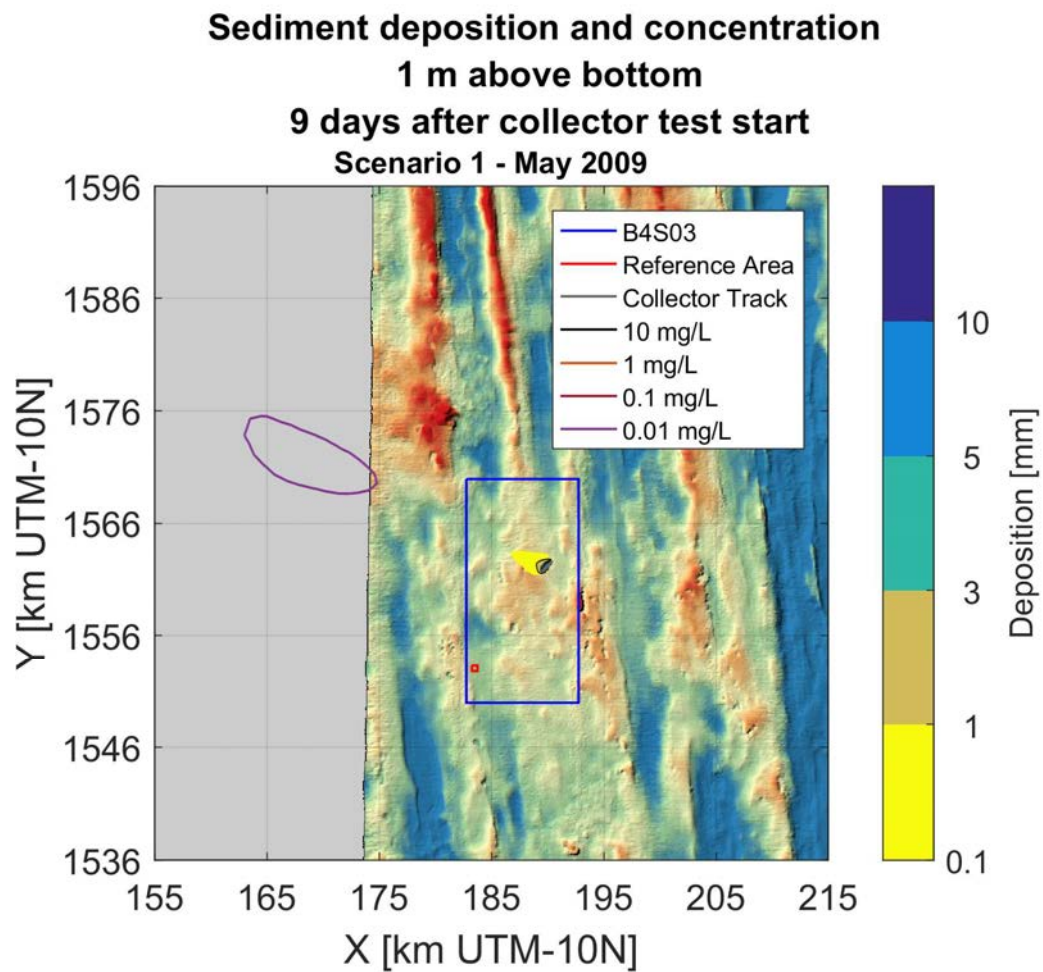 Sediment deposition and concentration
1 m above bottom
9 days after collector test start
Scenario 1 - May 2009
1596
1586
1576
1566
1556
1546
1536
Y [km UTM-10N]
155
165
175
185
195
205
215
X [km UTM-10N]
B4S03
Reference Area
Collector Track
10 mg/L
1 mg/L
0.1 mg/L
0.01 mg/L
10
5
3
1
0.1
Deposition [mm]